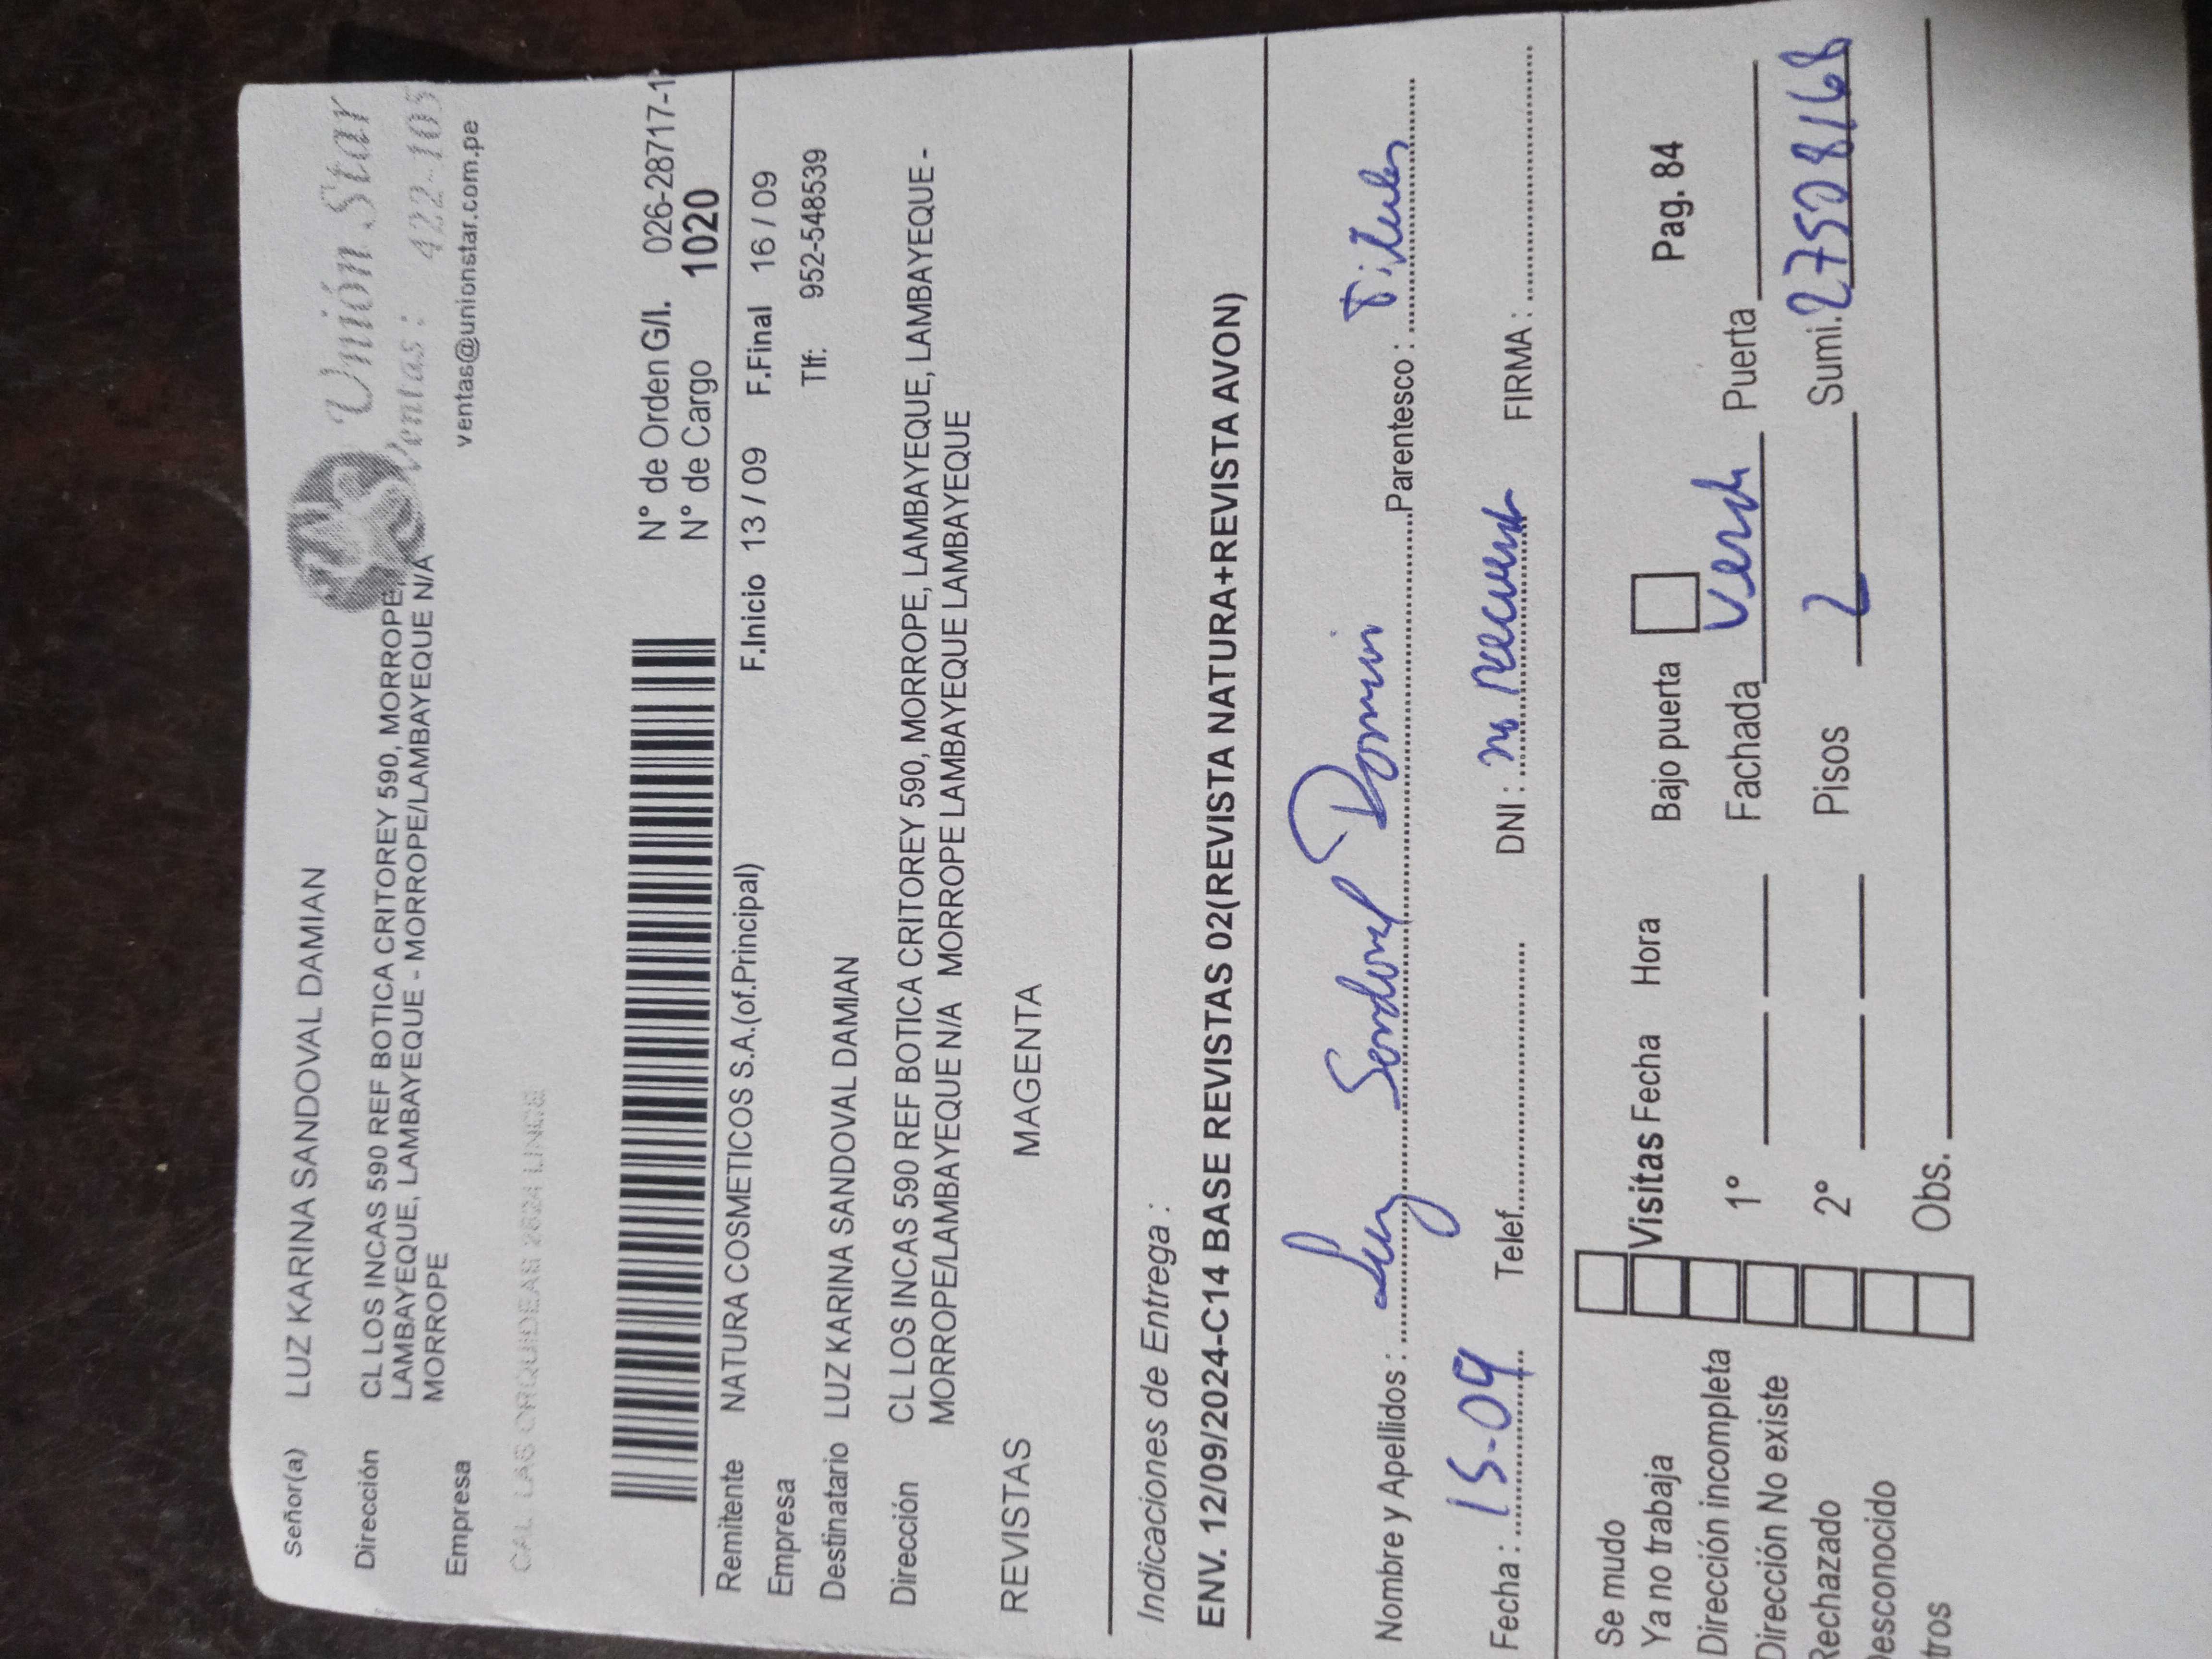 Señor(a) LUZ KARINA SANDOVAL DAMIAN
Unión Star
Ventas: 422-105
ventas@unionstar.com.pe
Dirección CL LOS INCAS 590 REF BOTICA CRITOREY 590, MORROPE,
LAMBAYEQUE, LAMBAYEQUE - MORROPE/LAMBAYEQUE N/A
MORROPE
Empresa
CAL LAS ORQUIDEAS 2624 LINCE
N° de Orden G/I. 026-28717-1
N° de Cargo 1020
Remitente NATURA COSMETICOS S.A.(of.Principal) F.Inicio 13 / 09 F.Final 16 / 09
Empresa Tlf: 952-548539
Destinatario LUZ KARINA SANDOVAL DAMIAN
Dirección CL LOS INCAS 590 REF BOTICA CRITOREY 590, MORROPE, LAMBAYEQUE, LAMBAYEQUE -
MORROPE/LAMBAYEQUE N/A MORROPE LAMBAYEQUE LAMBAYEQUE
REVISTAS MAGENTA
Indicaciones de Entrega :
ENV. 12/09/2024-C14 BASE REVISTAS 02(REVISTA NATURA+REVISTA AVON)
Nombre y Apellidos : Luz Sandoval Damian Parentesco : Titular
Fecha : 15-09 Telef. DNI : no recuerda FIRMA :
Se mudo
Ya no trabaja Visitas Fecha Hora Bajo puerta Pag. 84
Dirección incompleta
Dirección No existe 1° Fachada Verde Puerta
Rechazado 2° Pisos 2 Sumi. 27508168
Desconocido
tros Obs.